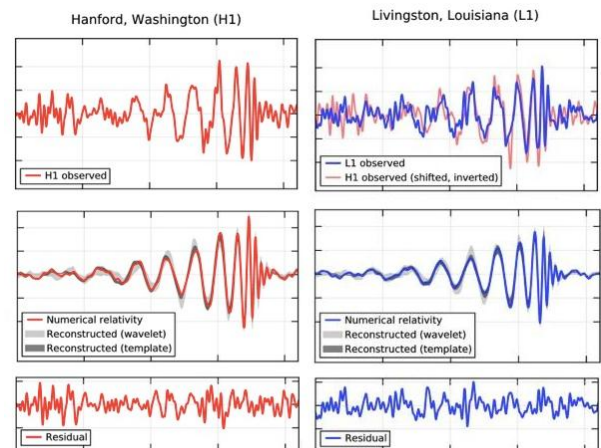 Hanford, Washington (H1)
Livingston, Louisiana (L1)
H1 observed
L1 observed
H1 observed (shifted, inverted)
Numerical relativity
Reconstructed (wavelet)
Reconstructed (template)
Numerical relativity
Reconstructed (wavelet)
Reconstructed (template)
Residual
Residual